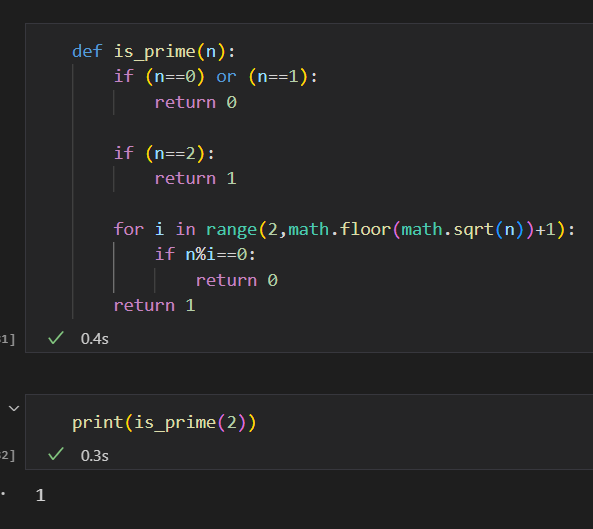 def is_prime(n):
    if (n==0) or (n==1):
        return 0

    if (n==2):
        return 1

    for i in range(2,math.floor(math.sqrt(n))+1):
        if n%i==0:
            return 0
    return 1
1] ✓ 0.4s
print(is_prime(2))
2] ✓ 0.3s
1